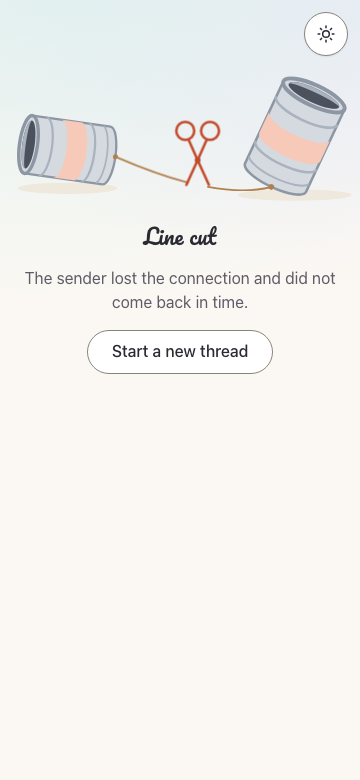 Line cut
The sender lost the connection and did not
come back in time.
Start a new thread